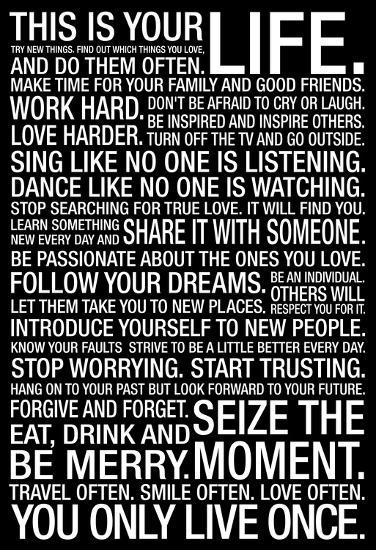 THIS IS YOUR LIFE.
TRY NEW THINGS. FIND OUT WHICH THINGS YOU LOVE,
AND DO THEM OFTEN.
MAKE TIME FOR YOUR FAMILY AND GOOD FRIENDS.
WORK HARD. DON'T BE AFRAID TO CRY OR LAUGH.
BE INSPIRED AND INSPIRE OTHERS.
LOVE HARDER. TURN OFF THE TV AND GO OUTSIDE.
SING LIKE NO ONE IS LISTENING.
DANCE LIKE NO ONE IS WATCHING.
STOP SEARCHING FOR TRUE LOVE. IT WILL FIND YOU.
LEARN SOMETHING
NEW EVERY DAY AND SHARE IT WITH SOMEONE.
BE PASSIONATE ABOUT THE ONES YOU LOVE.
FOLLOW YOUR DREAMS. BE AN INDIVIDUAL.
OTHERS WILL
RESPECT YOU FOR IT.
LET THEM TAKE YOU TO NEW PLACES.
INTRODUCE YOURSELF TO NEW PEOPLE.
KNOW YOUR FAULTS STRIVE TO BE A LITTLE BETTER EVERY DAY.
STOP WORRYING. START TRUSTING.
HANG ON TO YOUR PAST BUT LOOK FORWARD TO YOUR FUTURE.
FORGIVE AND FORGET.
EAT, DRINK AND
BE MERRY.
SEIZE THE
MOMENT.
TRAVEL OFTEN. SMILE OFTEN. LOVE OFTEN.
YOU ONLY LIVE ONCE.